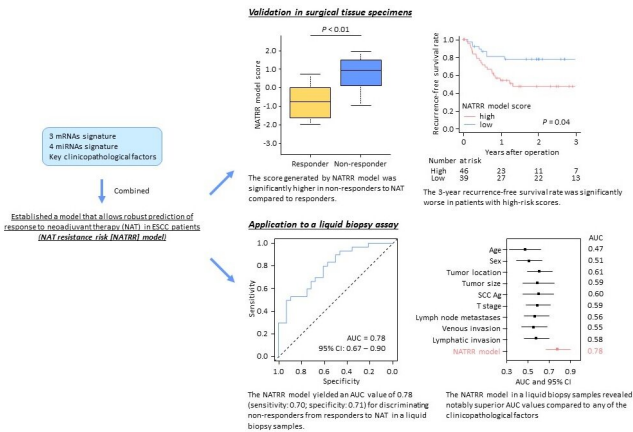 Validation in surgical tissue specimens
P < 0.01
NATRR model score
2.0
1.0
0.0
-1.0
-2.0
-3.0
Responder Non-responder
The score generated by NATRR model was
significantly higher in non-responders to NAT
compared to responders.
Recurrence-free survival rate
1.0
0.8
0.6
0.4
0.2
0.0
NATRR model score
high
low
P = 0.04
0 1 2 3
Years after operation
Number at risk
High 46 23 11 7
Low 39 27 22 13
The 3-year recurrence-free survival rate was significantly
worse in patients with high-risk scores.
3 mRNAs signature
4 miRNAs signature
Key clinicopathological factors
Combined
Established a model that allows robust prediction of
response to neoadjuvant therapy (NAT) in ESCC patients
(NAT resistance risk [NATRR] model)
Application to a liquid biopsy assay
Sensitivity
1.0
0.8
0.6
0.4
0.2
0.0
AUC = 0.78
95% CI: 0.67 – 0.90
1.0 0.8 0.6 0.4 0.2 0.0
Specificity
The NATRR model yielded an AUC value of 0.78
(sensitivity: 0.70; specificity: 0.71) for discriminating
non-responders from responders to NAT in a liquid
biopsy samples.
AUC
Age 0.47
Sex 0.51
Tumor location 0.61
Tumor size 0.59
SCC Ag 0.60
T stage 0.59
Lymph node metastases 0.56
Venous invasion 0.55
Lymphatic invasion 0.58
NATRR model 0.78
0.3 0.5 0.7 0.9
AUC and 95% CI
The NATRR model in a liquid biopsy samples revealed
notably superior AUC values compared to any of the
clinicopathological factors